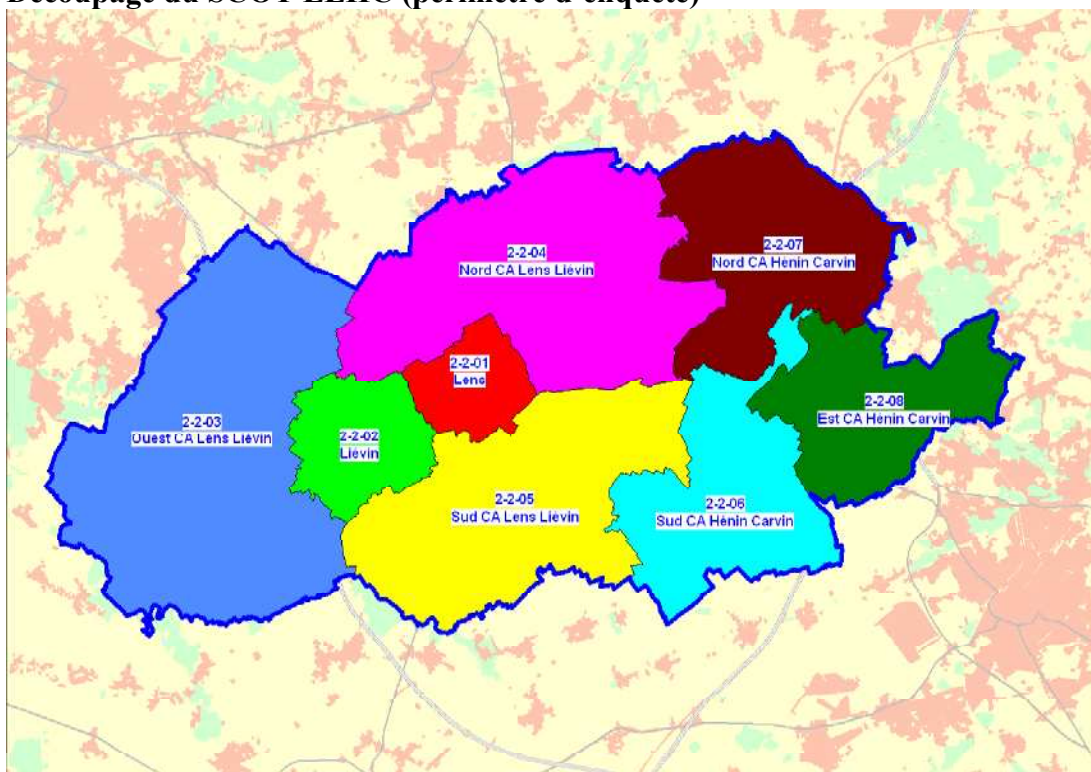 Découpage du SCOT LLHC (périmètre d'enquête)
2-2-07
Nord CA Hénin Carvin
2-2-04
Nord CA Lens Liévin
2-2-01
Lens
2-2-08
Est CA Hénin Carvin
2-2-03
Ouest CA Lens Liévin
2-2-02
Liévin
2-2-05
Sud CA Lens Liévin
2-2-06
Sud CA Hénin Carvin